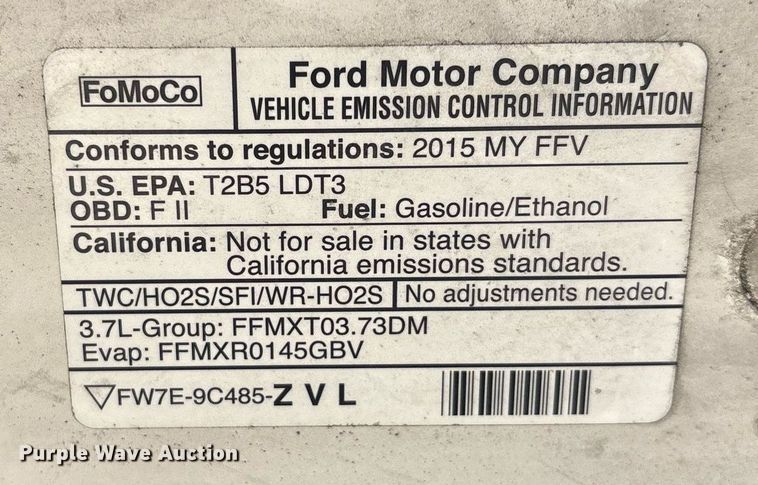 FoMoCo
Ford Motor Company
VEHICLE EMISSION CONTROL INFORMATION
Conforms to regulations: 2015 MY FFV
U.S. EPA: T2B5 LDT3
OBD: F II Fuel: Gasoline/Ethanol
California: Not for sale in states with
California emissions standards.
TWC/HO2S/SFI/WR-HO2S No adjustments needed.
3.7L-Group: FFMXT03.73DM
Evap: FFMXR0145GBV
▽FW7E-9C485-Z V L
Purple Wave Auction